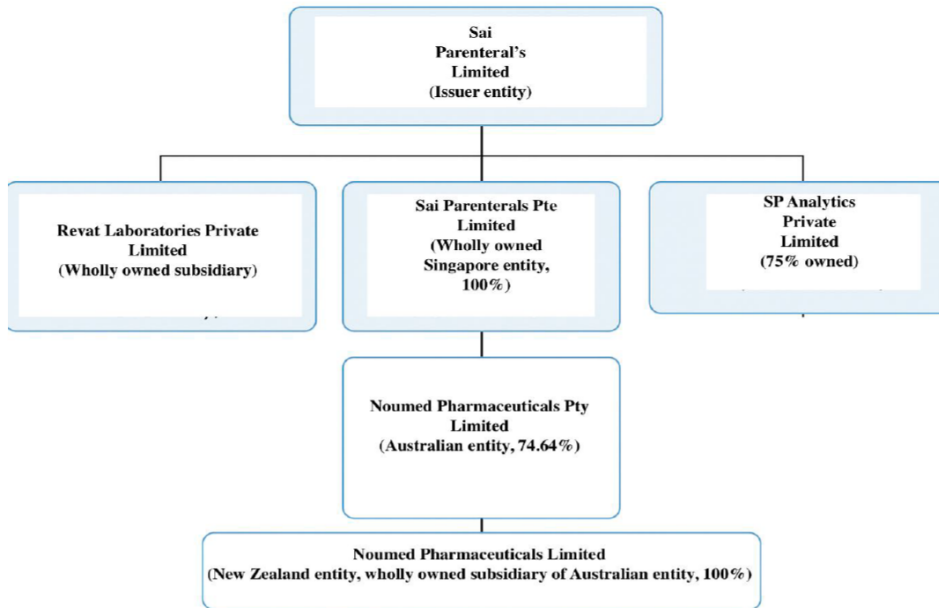 Sai
Parenteral's
Limited
(Issuer entity)
Revat Laboratories Private
Limited
(Wholly owned subsidiary)
Sai Parenterals Pte
Limited
(Wholly owned
Singapore entity,
100%)
SP Analytics
Private
Limited
(75% owned)
Noumed Pharmaceuticals Pty
Limited
(Australian entity, 74.64%)
Noumed Pharmaceuticals Limited
(New Zealand entity, wholly owned subsidiary of Australian entity, 100%)